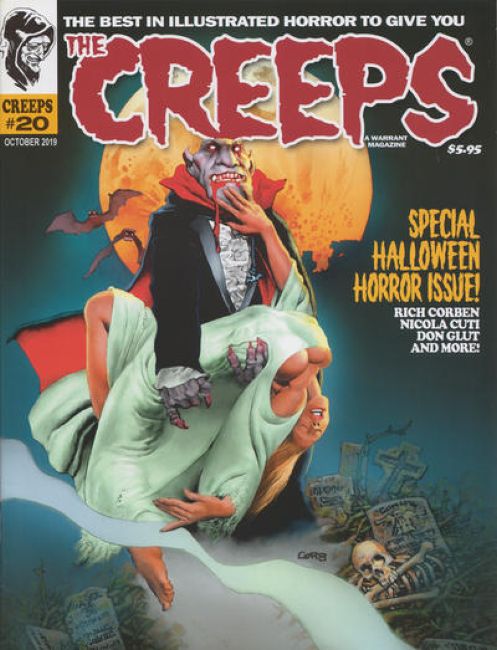 THE BEST IN ILLUSTRATED HORROR TO GIVE YOU
THE
CREEPS
®
CREEPS
#20
OCTOBER 2019
A WARRANT
MAGAZINE
$5.95
SPECIAL
HALLOWEEN
HORROR ISSUE!
RICH CORBEN
NICOLA CUTI
DON GLUT
AND MORE!
CORB